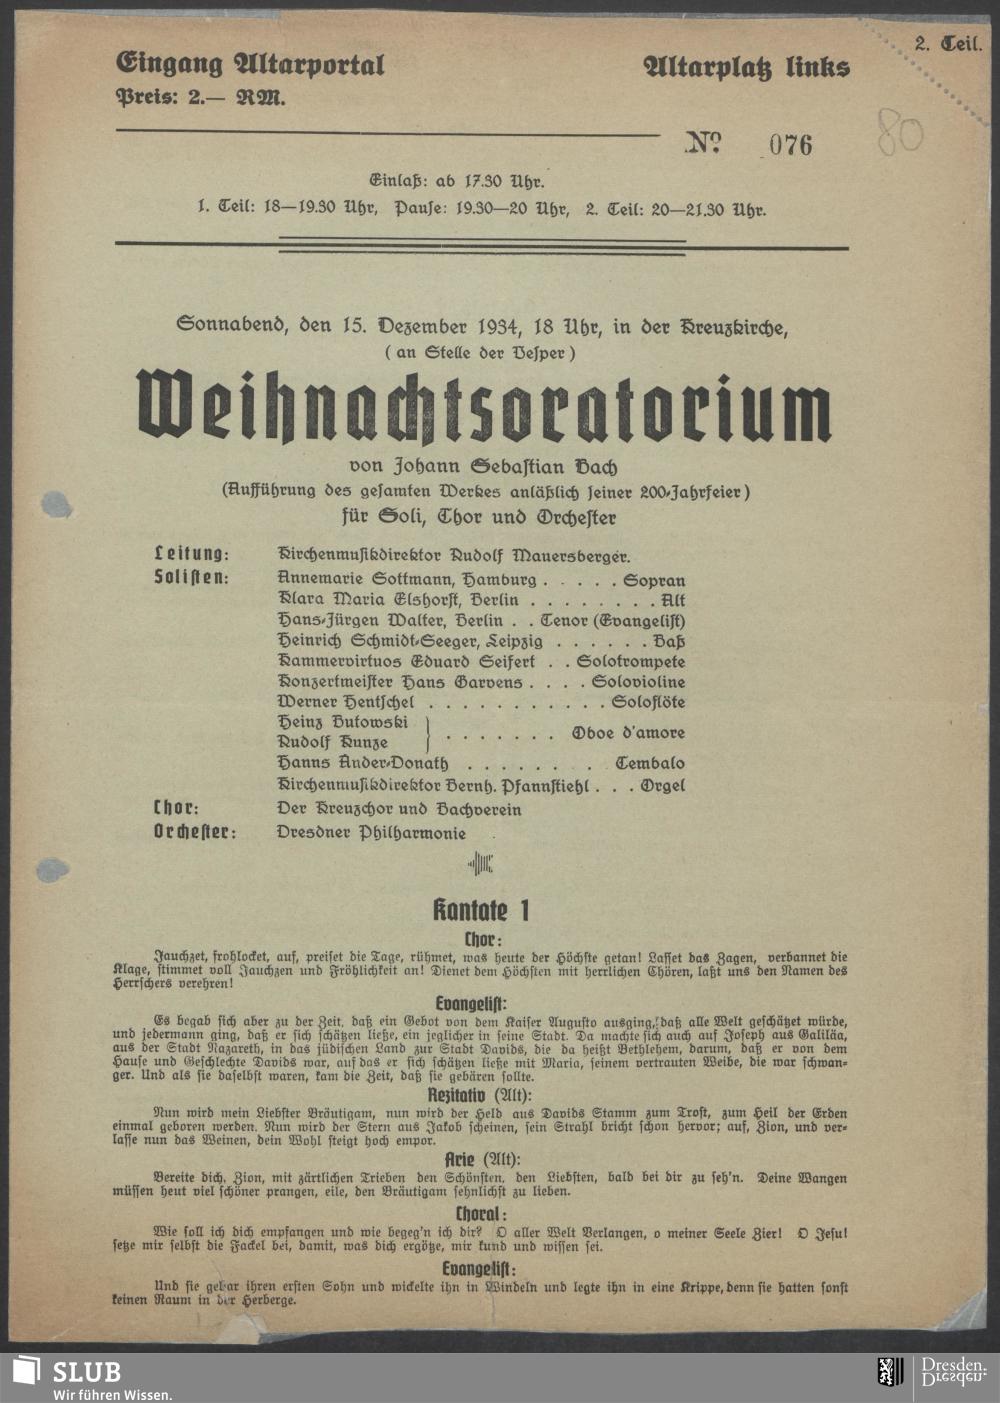 2. Teil.
Eingang Altarportal Altarplatz links
Preis: 2.— RM.
No. 076
80
Einlaß: ab 17.30 Uhr.
1. Teil: 18—19.30 Uhr, Pause: 19.30—20 Uhr, 2. Teil: 20—21.30 Uhr.
Sonnabend, den 15. Dezember 1934, 18 Uhr, in der Kreuzkirche,
(an Stelle der Vesper)
Weihnachtsoratorium
von Johann Sebastian Bach
(Aufführung des gesamten Werkes anläßlich seiner 200-Jahrfeier)
für Soli, Chor und Orchester
Leitung: Kirchenmusikdirektor Rudolf Mauersberger.
Solisten: Annemarie Sottmann, Hamburg . . . . . Sopran
Klara Maria Elshorst, Berlin . . . . . . . . Alt
Hans-Jürgen Walter, Berlin . . Tenor (Evangelist)
Heinrich Schmidt-Seeger, Leipzig . . . . . . Baß
Kammervirtuos Eduard Seifert . . Solotrompete
Konzertmeister Hans Garvens . . . . Solovioline
Werner Hentschel . . . . . . . . . . . Soloflöte
Heinz Butowski
Rudolf Kunze } . . . . . . . Oboe d'amore
Hanns Ander-Donath . . . . . . . Cembalo
Kirchenmusikdirektor Bernh. Pfannstiehl . . . Orgel
Chor: Der Kreuzchor und Bachverein
Orchester: Dresdner Philharmonie
Kantate 1
Chor:
Jauchzet, frohlocket, auf, preiset die Tage, rühmet, was heute der Höchste getan! Lasset das Zagen, verbannet die
Klage, stimmet voll Jauchzen und Fröhlichkeit an! Dienet dem Höchsten mit herrlichen Chören, laßt uns den Namen des
Herrschers verehren!
Evangelist:
Es begab sich aber zu der Zeit, daß ein Gebot von dem Kaiser Augusto ausging, daß alle Welt geschätzet würde,
und jedermann ging, daß er sich schätzen ließe, ein jeglicher in seine Stadt. Da machte sich auch auf Joseph aus Galiläa,
aus der Stadt Nazareth, in das jüdischen Land zur Stadt Davids, die da heißt Bethlehem, darum, daß er von dem
Hause und Geschlechte Davids war, auf das er sich schätzen ließe mit Maria, seinem vertrauten Weibe, die war schwan-
ger. Und als sie daselbst waren, kam die Zeit, daß sie gebären sollte.
Rezitativ (Alt):
Nun wird mein Liebster Bräutigam, nun wird der Held aus Davids Stamm zum Trost, zum Heil der Erden
einmal geboren werden. Nun wird der Stern aus Jakob scheinen, sein Strahl bricht schon hervor; auf, Zion, und ver-
lasse nun das Weinen, dein Wohl steigt hoch empor.
Arie (Alt):
Bereite dich, Zion, mit zärtlichen Trieben den Schönsten, den Liebsten, bald bei dir zu seh'n. Deine Wangen
müssen heut viel schöner prangen, eile, den Bräutigam sehnlichst zu lieben.
Choral:
Wie soll ich dich empfangen und wie begeg'n ich dir? O aller Welt Verlangen, o meiner Seele Zier! O Jesu!
setze mir selbst die Fackel bei, damit, was dich ergötze, mir kund und wissen sei.
Evangelist:
Und sie gebar ihren ersten Sohn und wickelte ihn in Windeln und legte ihn in eine Krippe, denn sie hatten sonst
keinen Raum in der Herberge.
SLUB
Wir führen Wissen.
Dresden.
Dresden.